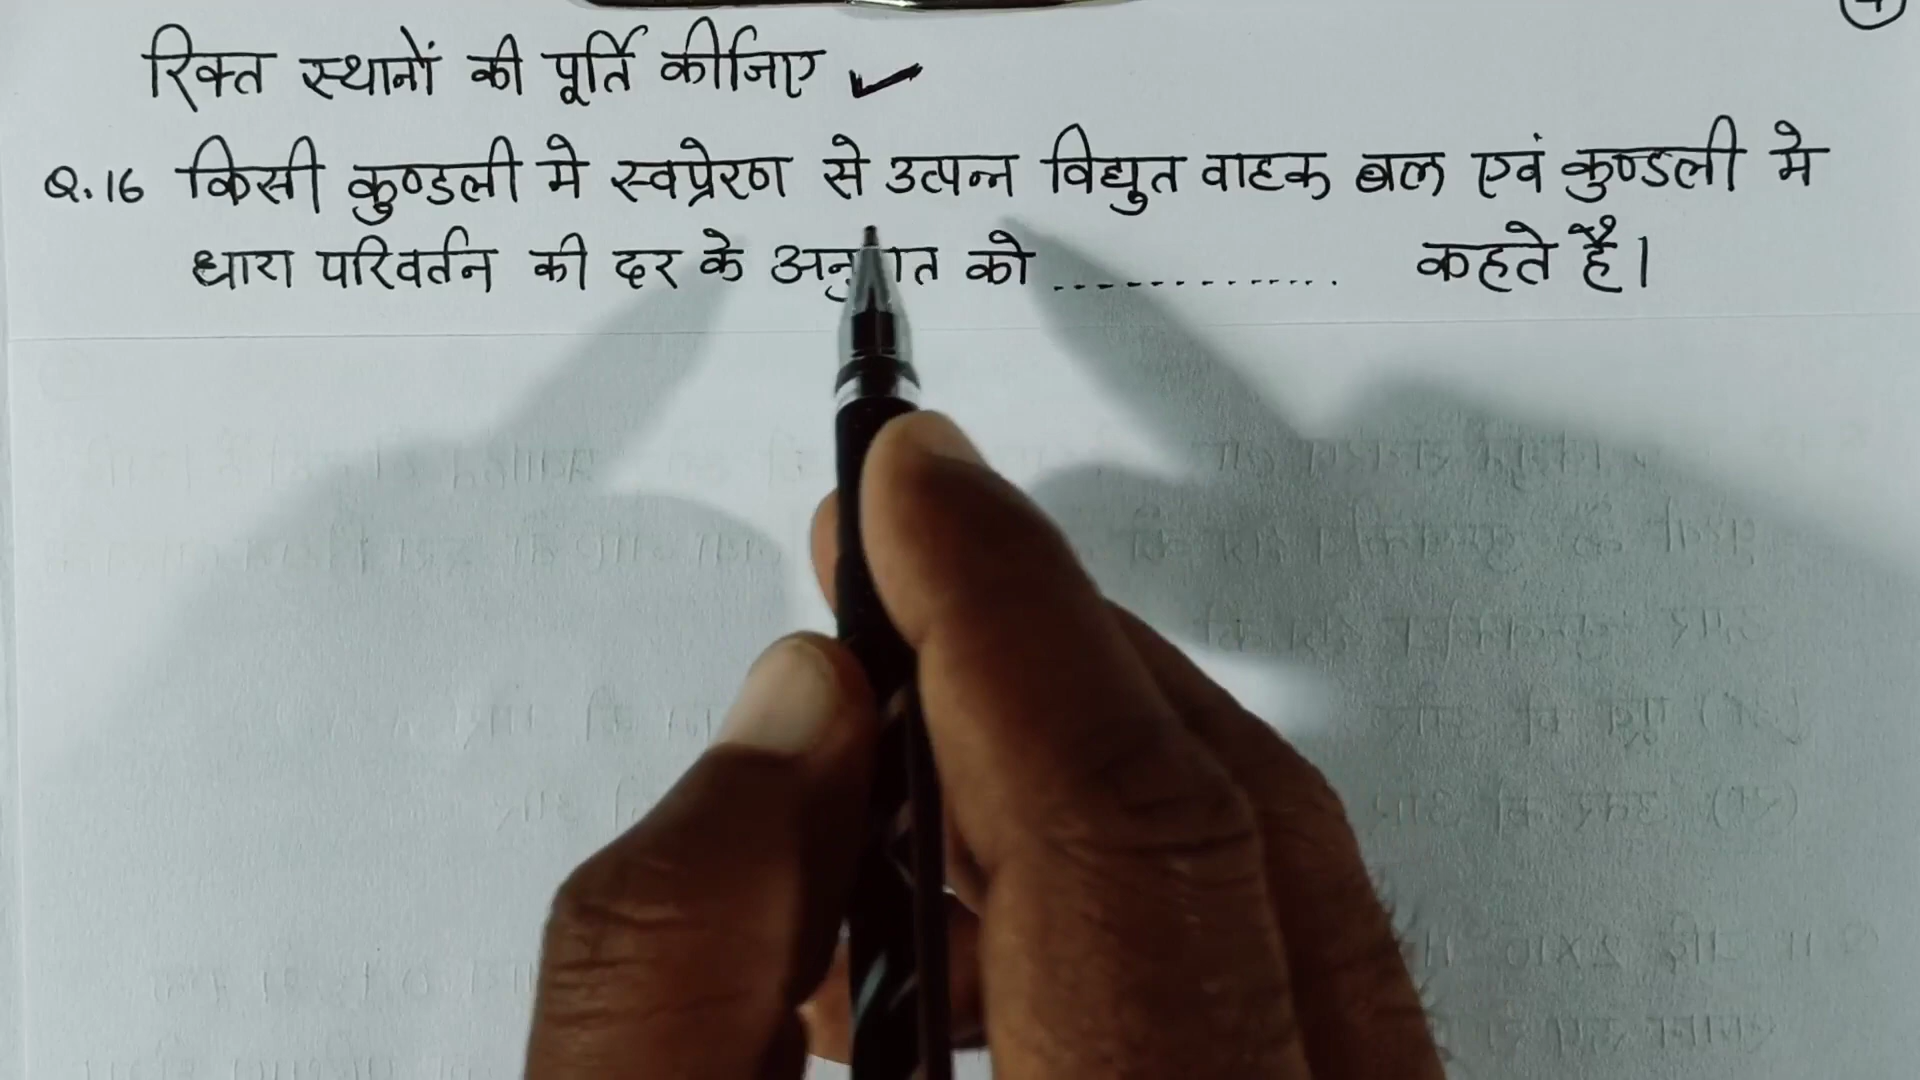 रिक्त स्थानों की पूर्ति कीजिए
Q.16 किसी कुण्डली मे स्वप्रेरण से उत्पन्न विद्युत वाहक बल एवं कुण्डली मे
धारा परिवर्तन की दर के अनुपात को ............. कहते है।